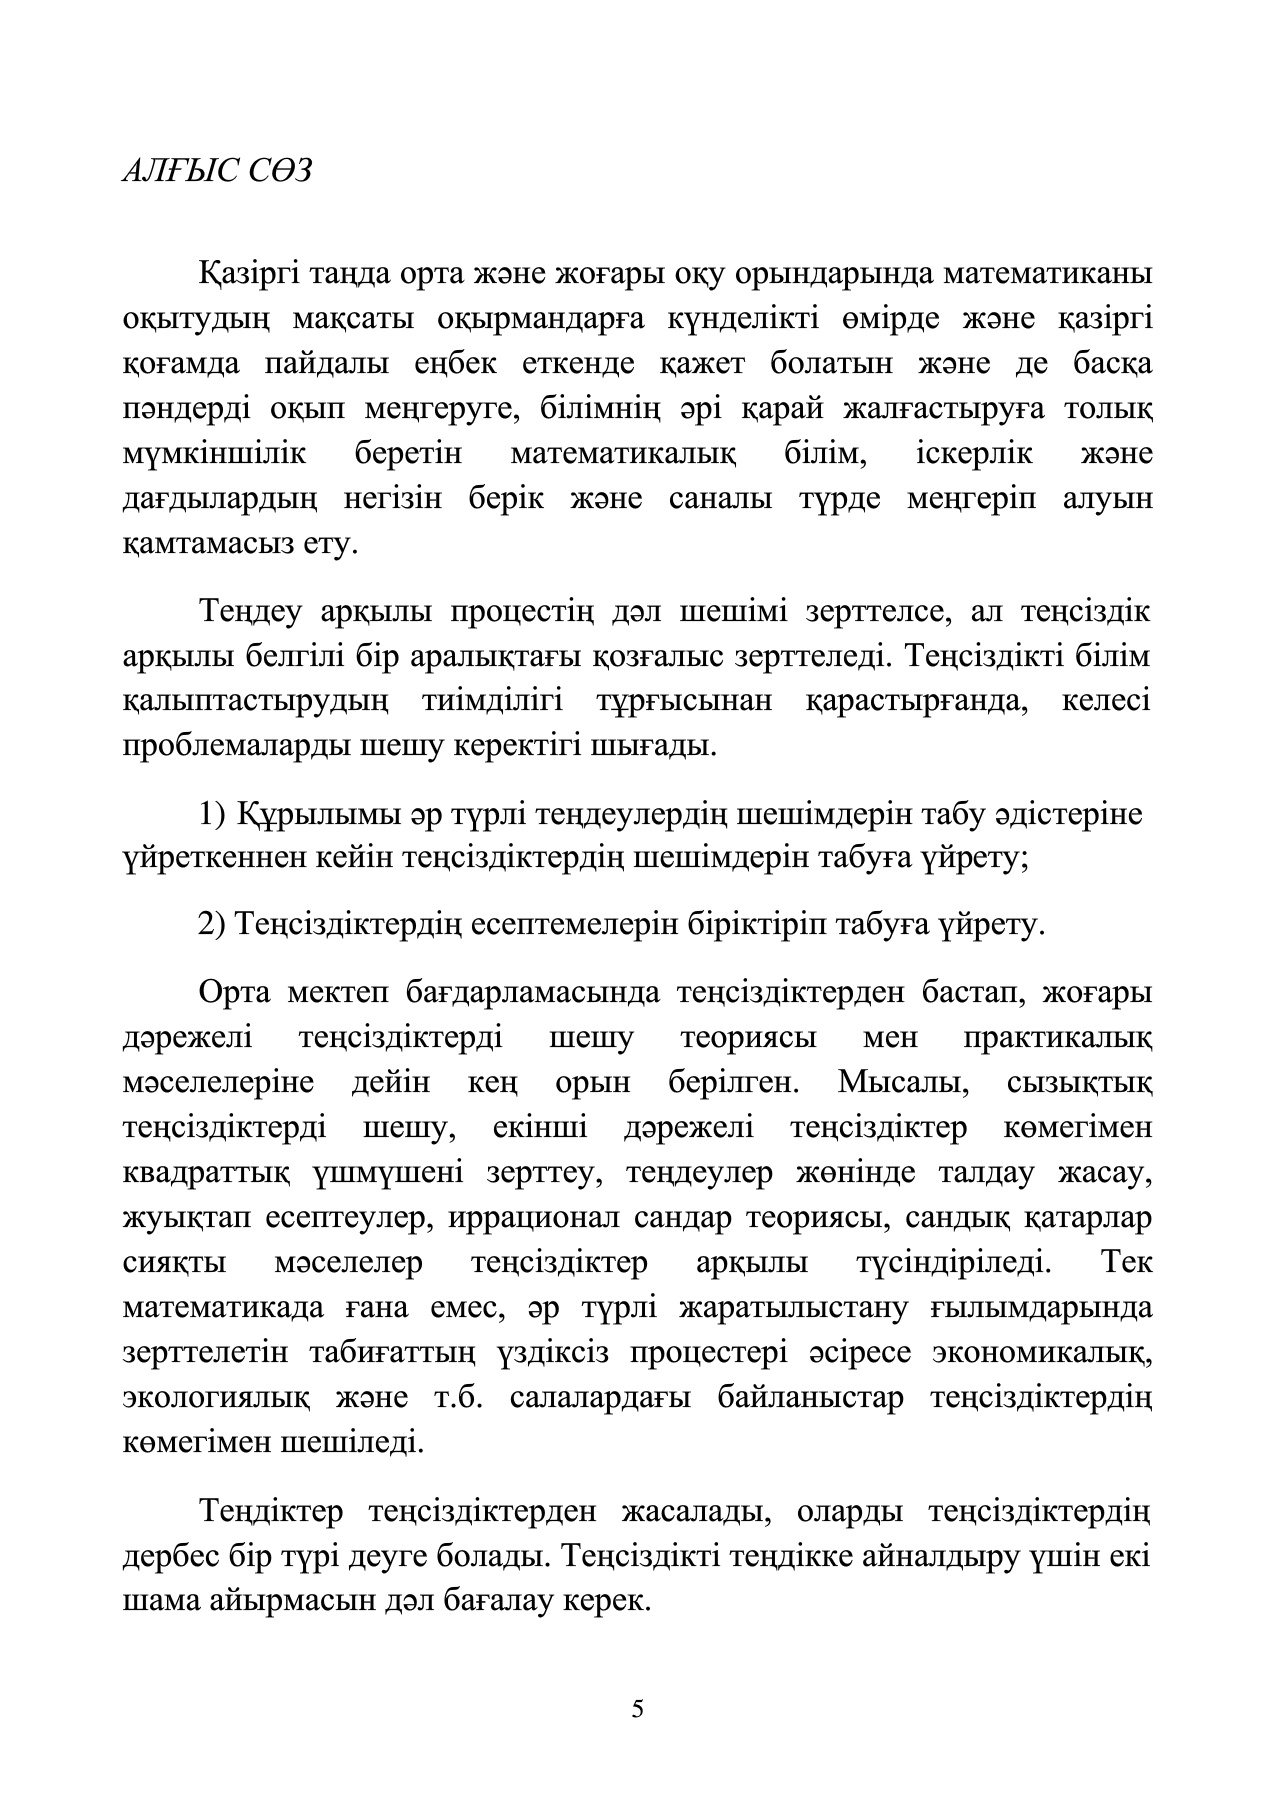 АЛҒЫС СӨЗ
Қазіргі таңда орта және жоғары оқу орындарында математиканы
оқытудың мақсаты оқырмандарға күнделікті өмірде және қазіргі
қоғамда пайдалы еңбек еткенде қажет болатын және де басқа
пәндерді оқып меңгеруге, білімнің әрі қарай жалғастыруға толық
мүмкіншілік беретін математикалық білім, іскерлік және
дағдылардың негізін берік және саналы түрде меңгеріп алуын
қамтамасыз ету.
Теңдеу арқылы процестің дәл шешімі зерттелсе, ал теңсіздік
арқылы белгілі бір аралықтағы қозғалыс зерттеледі. Теңсіздікті білім
қалыптастырудың тиімділігі тұрғысынан қарастырғанда, келесі
проблемаларды шешу керектігі шығады.
1) Құрылымы әр түрлі теңдеулердің шешімдерін табу әдістеріне
үйреткеннен кейін теңсіздіктердің шешімдерін табуға үйрету;
2) Теңсіздіктердің есептемелерін біріктіріп табуға үйрету.
Орта мектеп бағдарламасында теңсіздіктерден бастап, жоғары
дәрежелі теңсіздіктерді шешу теориясы мен практикалық
мәселелеріне дейін кең орын берілген. Мысалы, сызықтық
теңсіздіктерді шешу, екінші дәрежелі теңсіздіктер көмегімен
квадраттық үшмүшені зерттеу, теңдеулер жөнінде талдау жасау,
жуықтап есептеулер, иррационал сандар теориясы, сандық қатарлар
сияқты мәселелер теңсіздіктер арқылы түсіндіріледі. Тек
математикада ғана емес, әр түрлі жаратылыстану ғылымдарында
зерттелетін табиғаттың үздіксіз процестері әсіресе экономикалық,
экологиялық және т.б. салалардағы байланыстар теңсіздіктердің
көмегімен шешіледі.
Теңдіктер теңсіздіктерден жасалады, оларды теңсіздіктердің
дербес бір түрі деуге болады. Теңсіздікті теңдікке айналдыру үшін екі
шама айырмасын дәл бағалау керек.
5